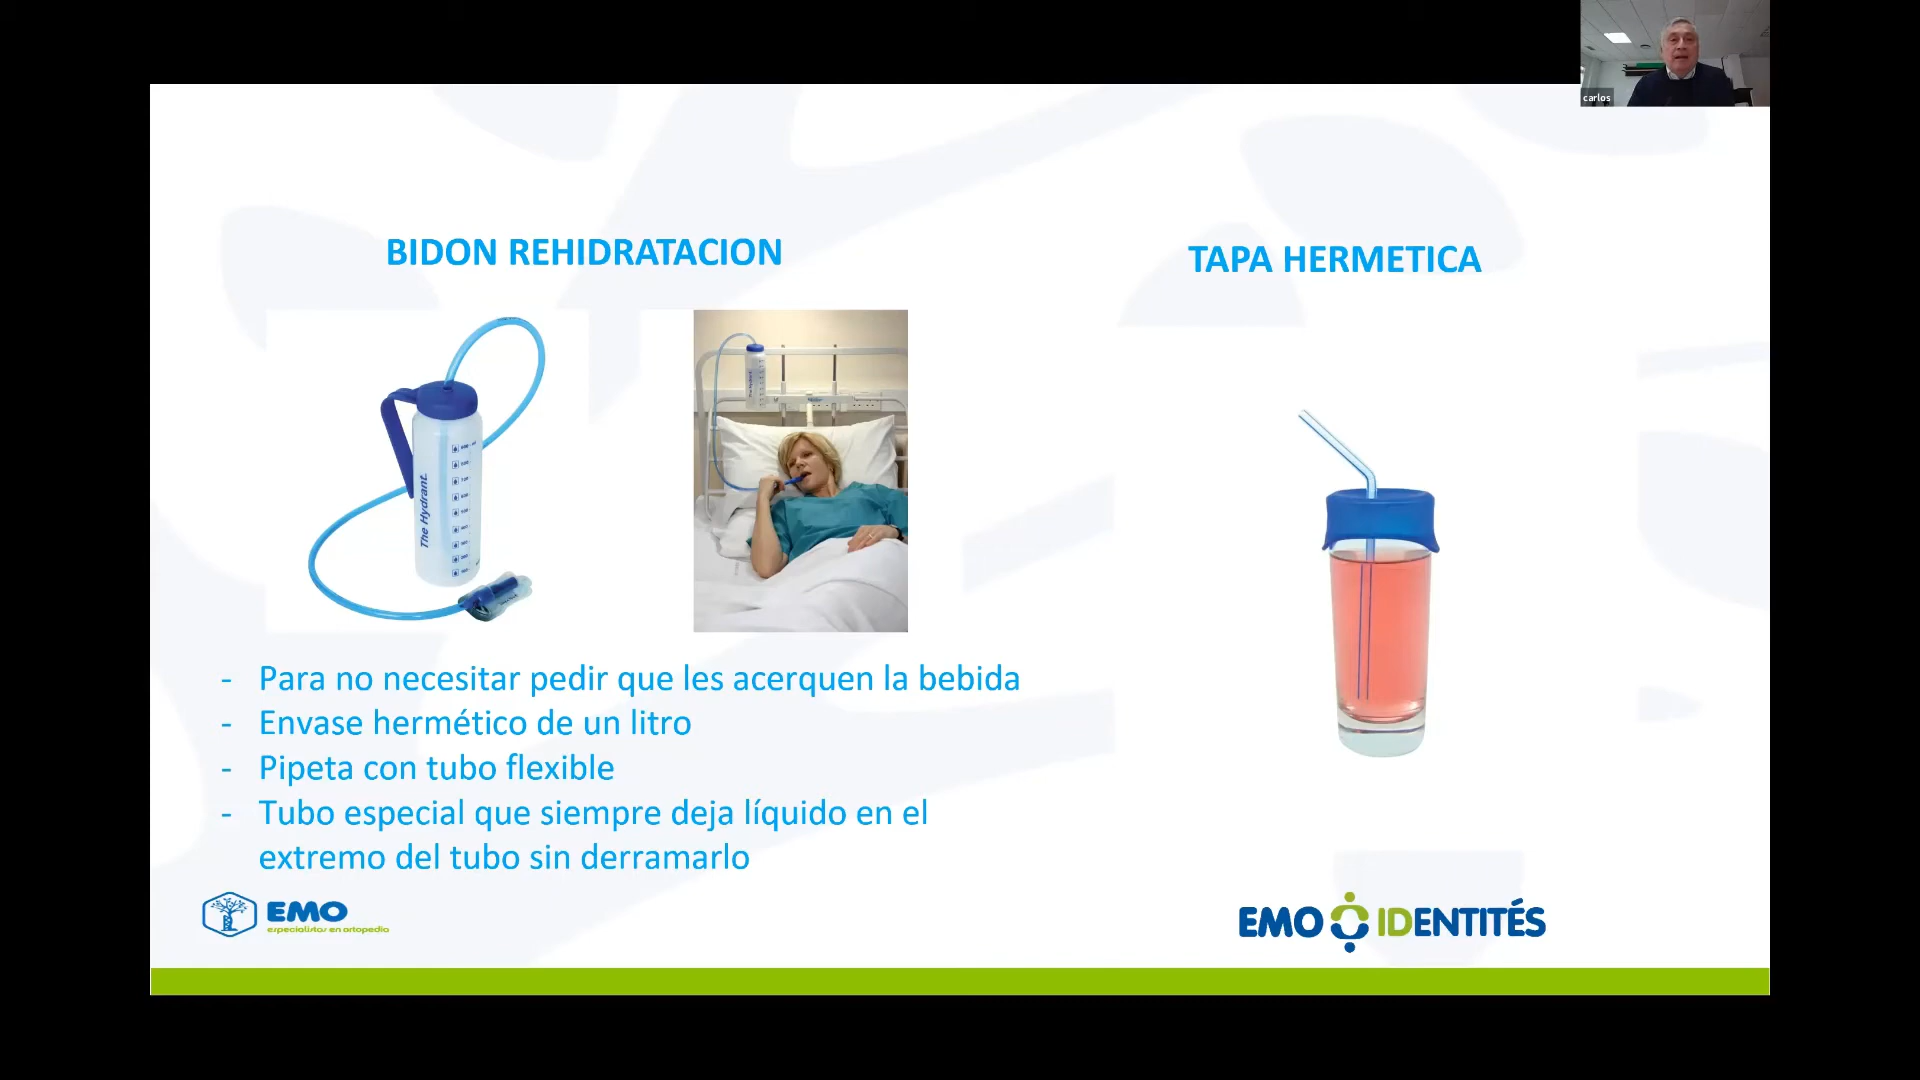 carlos
BIDON REHIDRATACION
TAPA HERMETICA
The Hydrant.
- Para no necesitar pedir que les acerquen la bebida
- Envase hermético de un litro
- Pipeta con tubo flexible
- Tubo especial que siempre deja líquido en el
extremo del tubo sin derramarlo
EMO
especialistas en ortopedia
EMO IDENTITÉS